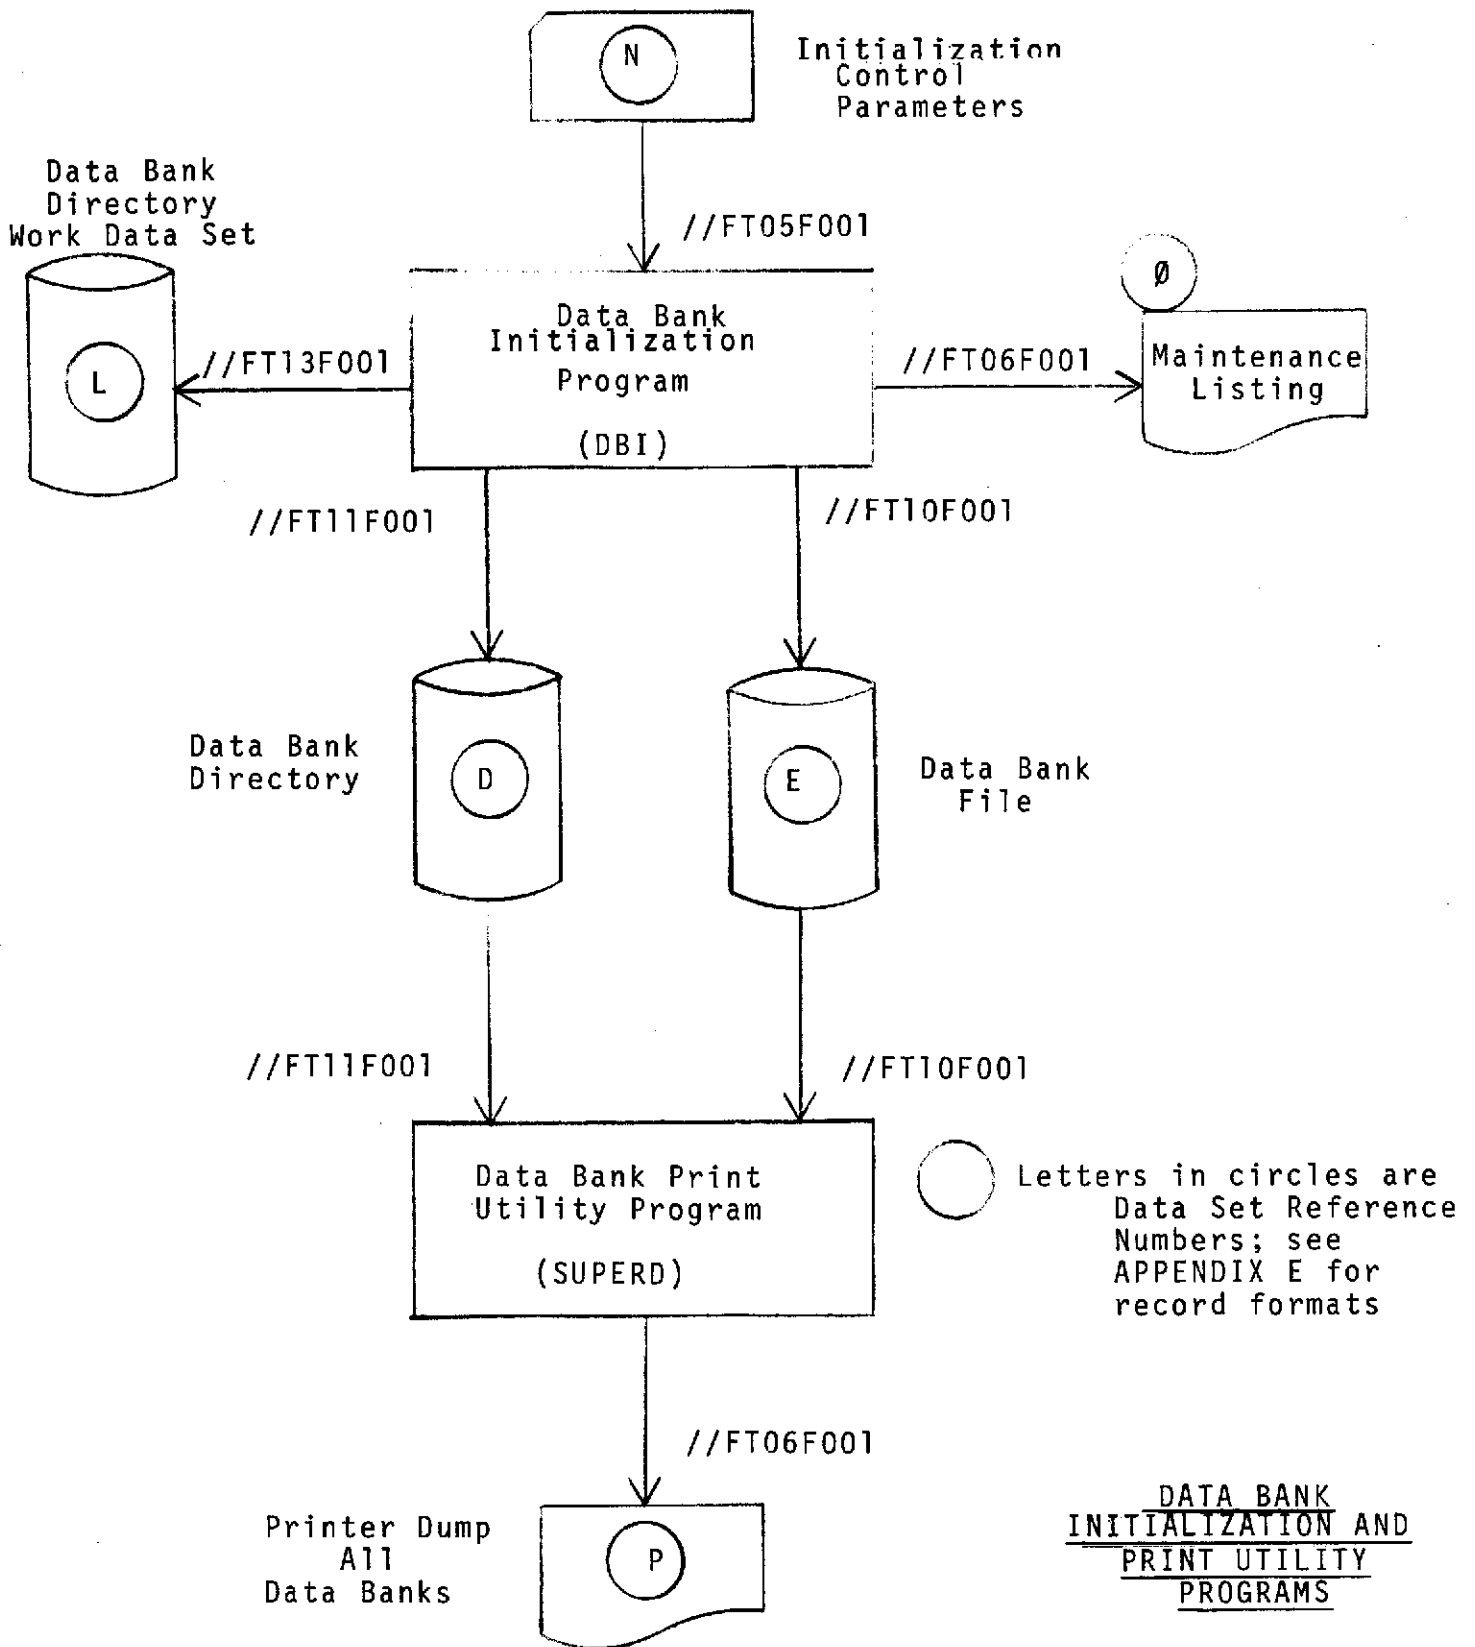 N
Initialization
Control
Parameters
Data Bank
Directory
Work Data Set
//FT05F001
Ø
L
//FT13F001
Data Bank
Initialization
Program
(DBI)
//FT06F001
Maintenance
Listing
//FT11F001
//FT10F001
Data Bank
Directory
D
E
Data Bank
File
//FT11F001
//FT10F001
Data Bank Print
Utility Program
(SUPERD)
Letters in circles are
Data Set Reference
Numbers; see
APPENDIX E for
record formats
//FT06F001
Printer Dump
All
Data Banks
P
DATA BANK
INITIALIZATION AND
PRINT UTILITY
PROGRAMS